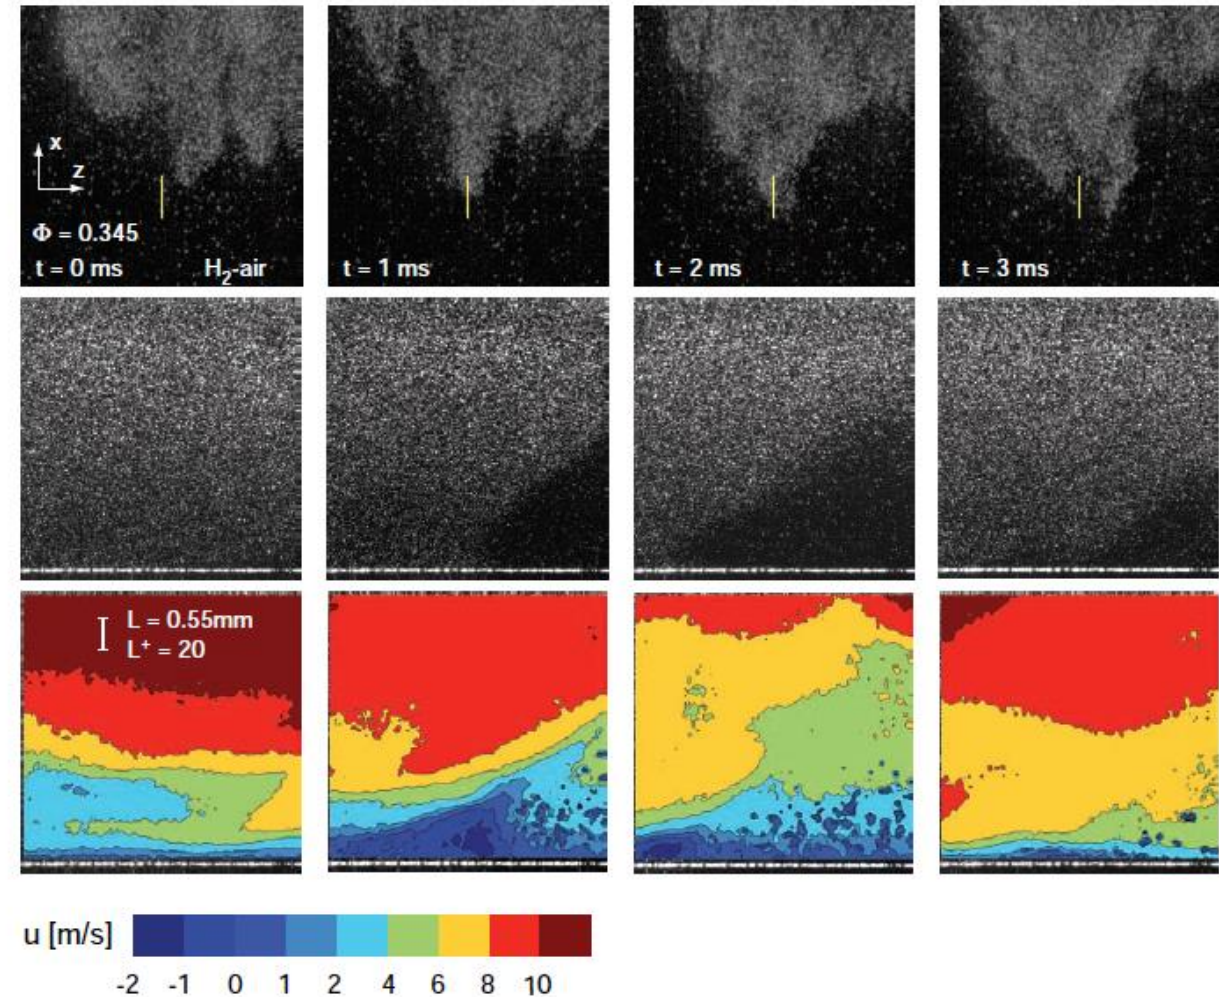 x
z
Φ = 0.345
t = 0 ms H₂-air
t = 1 ms
t = 2 ms
t = 3 ms
L = 0.55mm
L⁺ = 20
u [m/s]
-2 -1 0 1 2 4 6 8 10